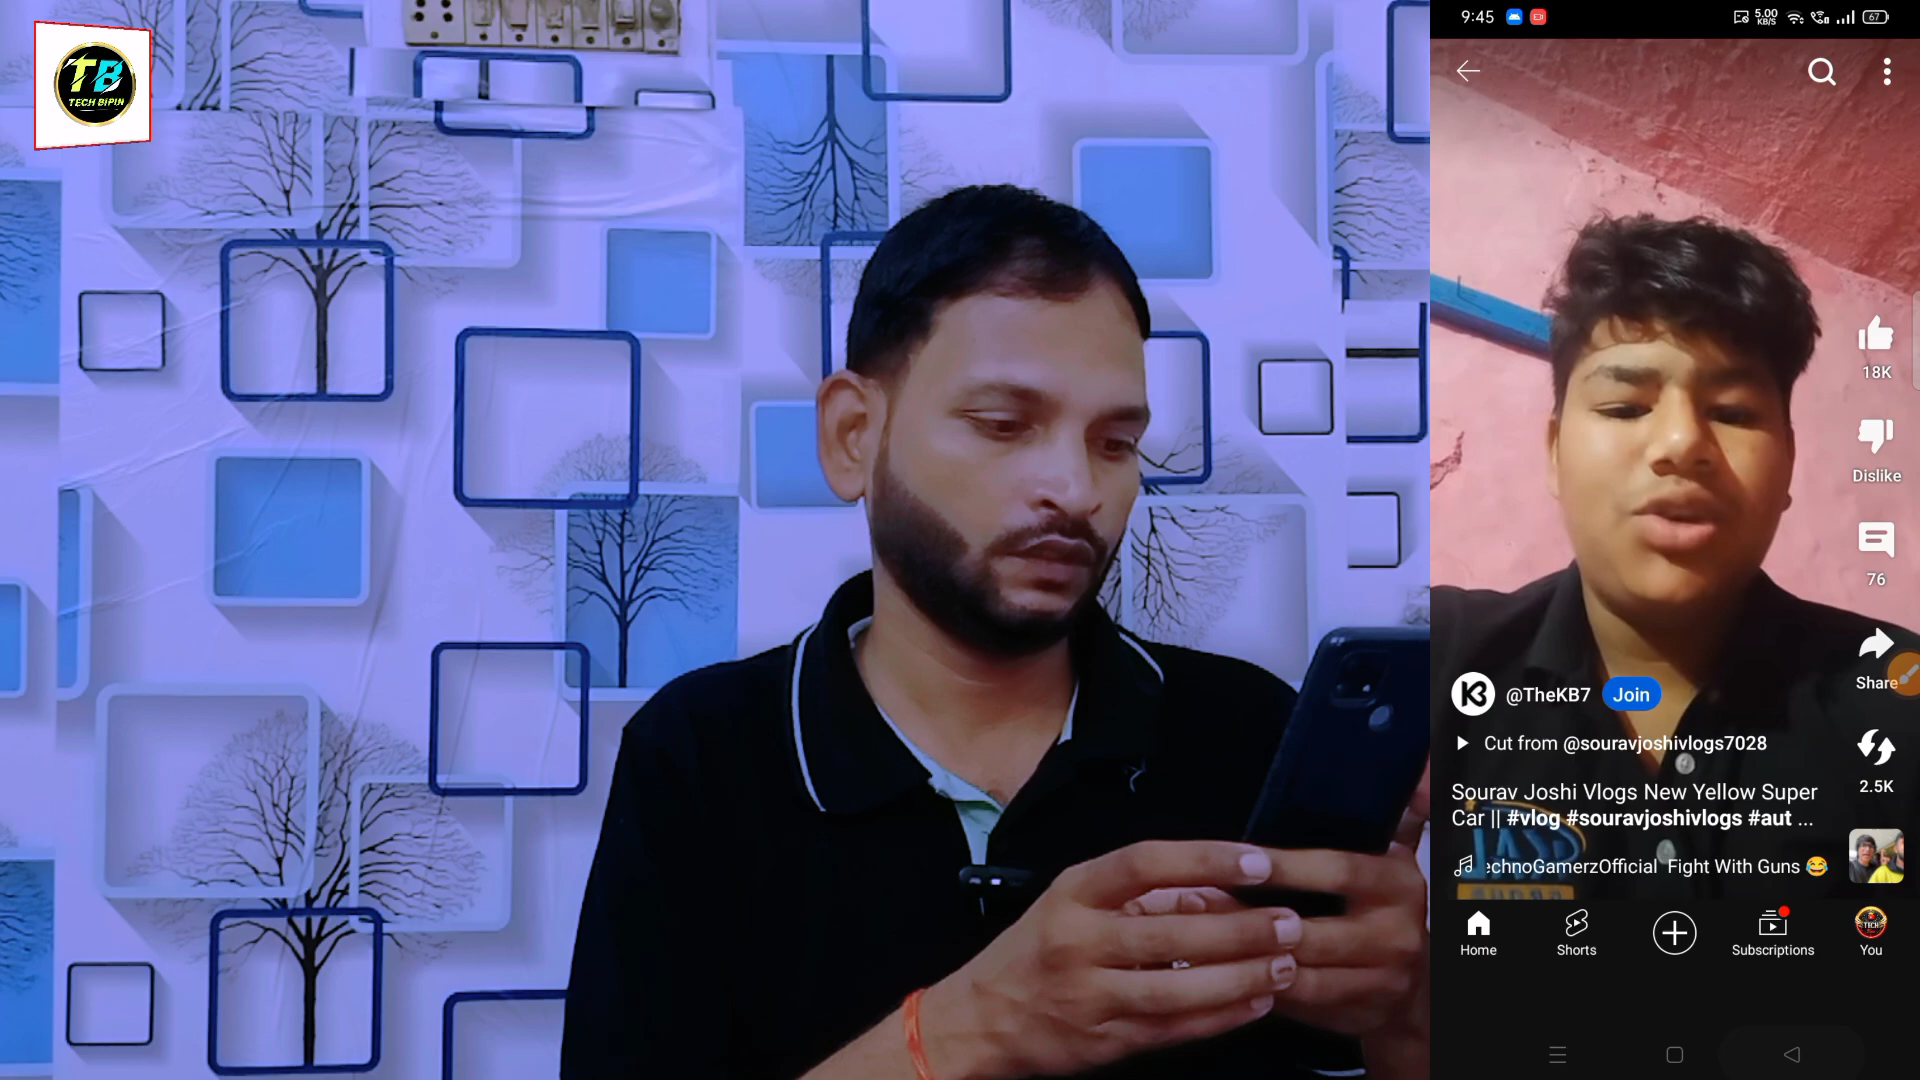 TB
TECH BiPiN
9:45
5.00
KB/S
67
18K
Dislike
76
Share
@TheKB7
Join
Cut from @souravjoshivlogs7028
2.5K
Sourav Joshi Vlogs New Yellow Super
Car || #vlog #souravjoshivlogs #aut ...
echnoGamerzOfficial Fight With Guns 😂
Home
Shorts
Subscriptions
You